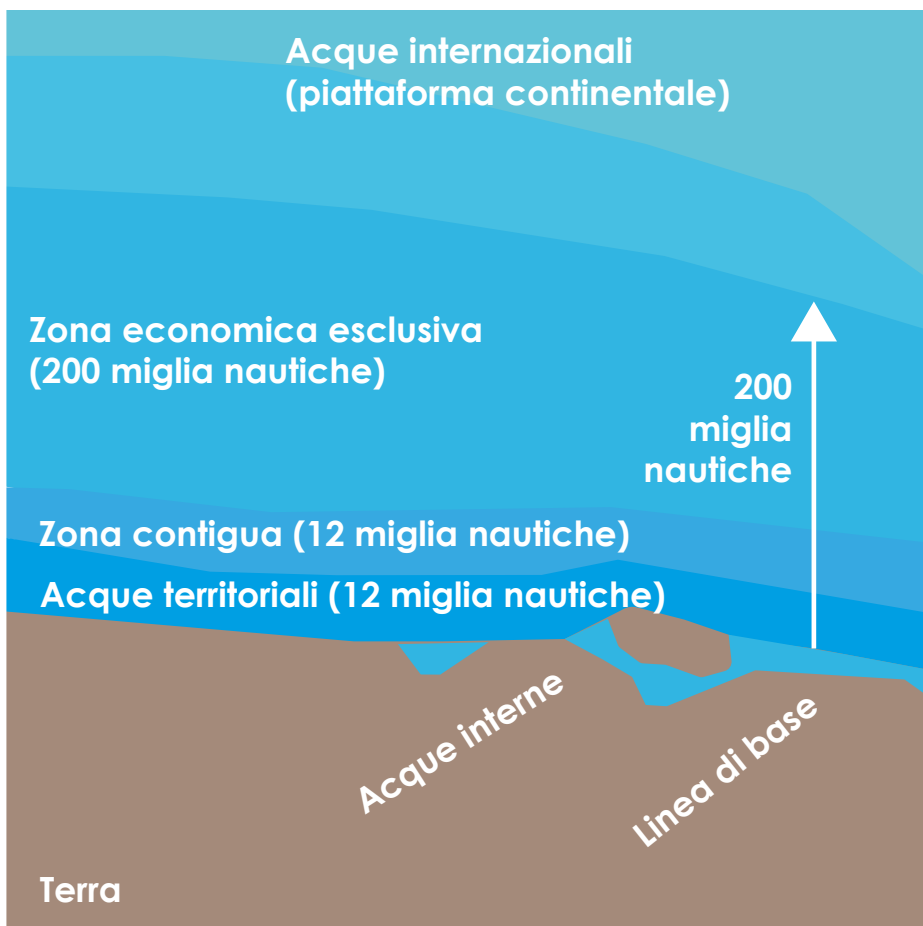 Acque internazionali
(piattaforma continentale)
Zona economica esclusiva
(200 miglia nautiche)
200
miglia
nautiche
Zona contigua (12 miglia nautiche)
Acque territoriali (12 miglia nautiche)
Acque interne
Linea di base
Terra